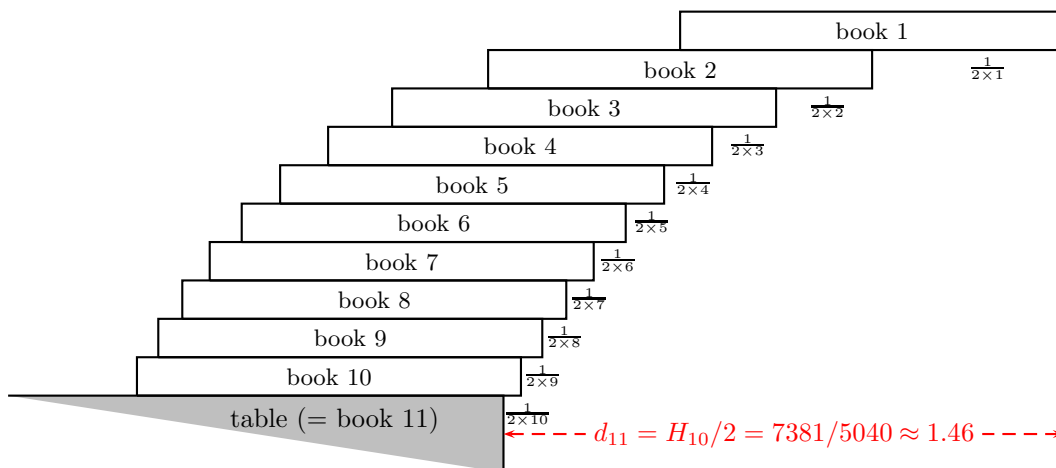 book 1
book 2
1/(2×1)
book 3
1/(2×2)
book 4
1/(2×3)
book 5
1/(2×4)
book 6
1/(2×5)
book 7
1/(2×6)
book 8
1/(2×7)
book 9
1/(2×8)
book 10
1/(2×9)
table (= book 11)
1/(2×10)
d₁₁ = H₁₀/2 = 7381/5040 ≈ 1.46